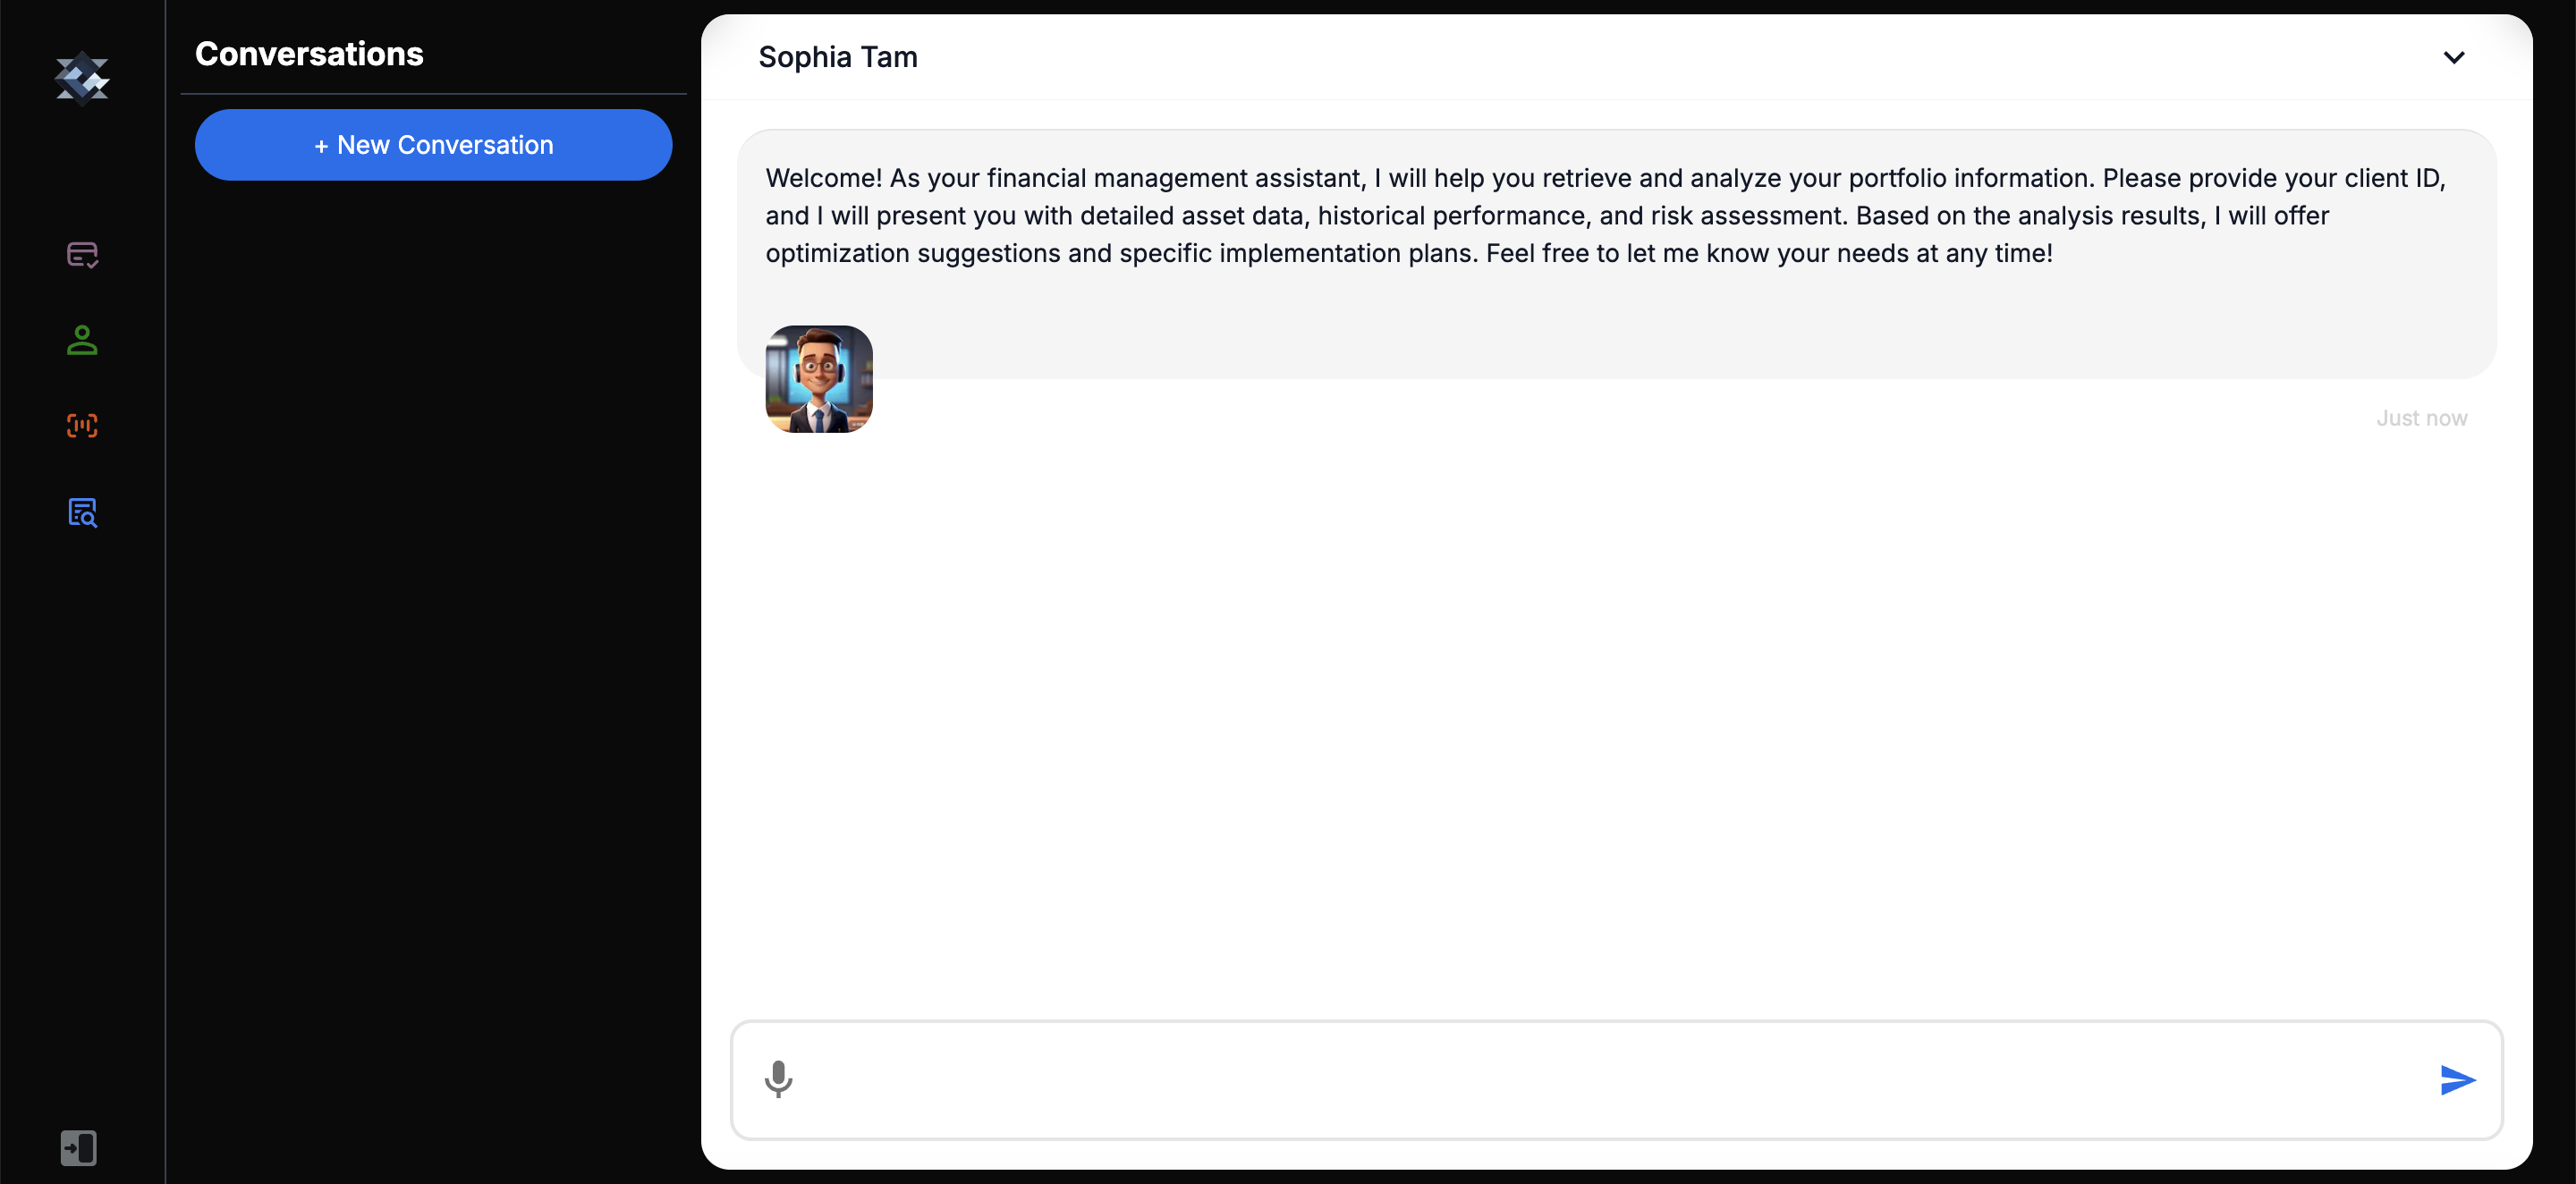 Conversations
+ New Conversation
Sophia Tam
Welcome! As your financial management assistant, I will help you retrieve and analyze your portfolio information. Please provide your client ID,
and I will present you with detailed asset data, historical performance, and risk assessment. Based on the analysis results, I will offer
optimization suggestions and specific implementation plans. Feel free to let me know your needs at any time!
Just now